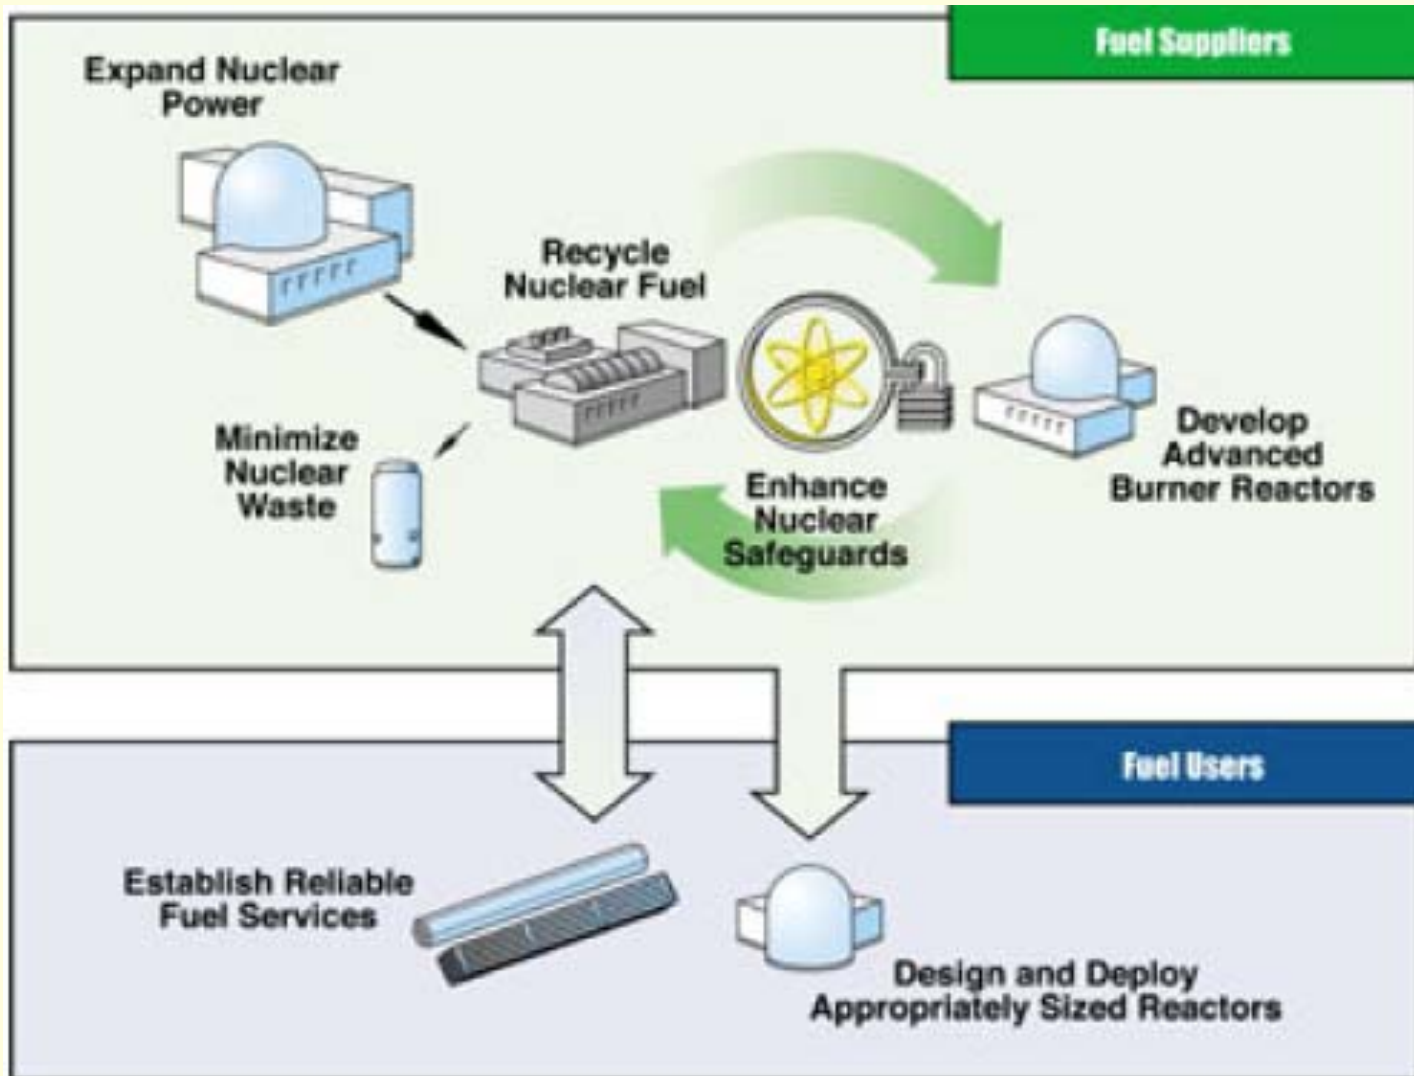 Fuel Suppliers
Expand Nuclear
Power
Recycle
Nuclear Fuel
Minimize
Nuclear
Waste
Enhance
Nuclear
Safeguards
Develop
Advanced
Burner Reactors
Fuel Users
Establish Reliable
Fuel Services
Design and Deploy
Appropriately Sized Reactors